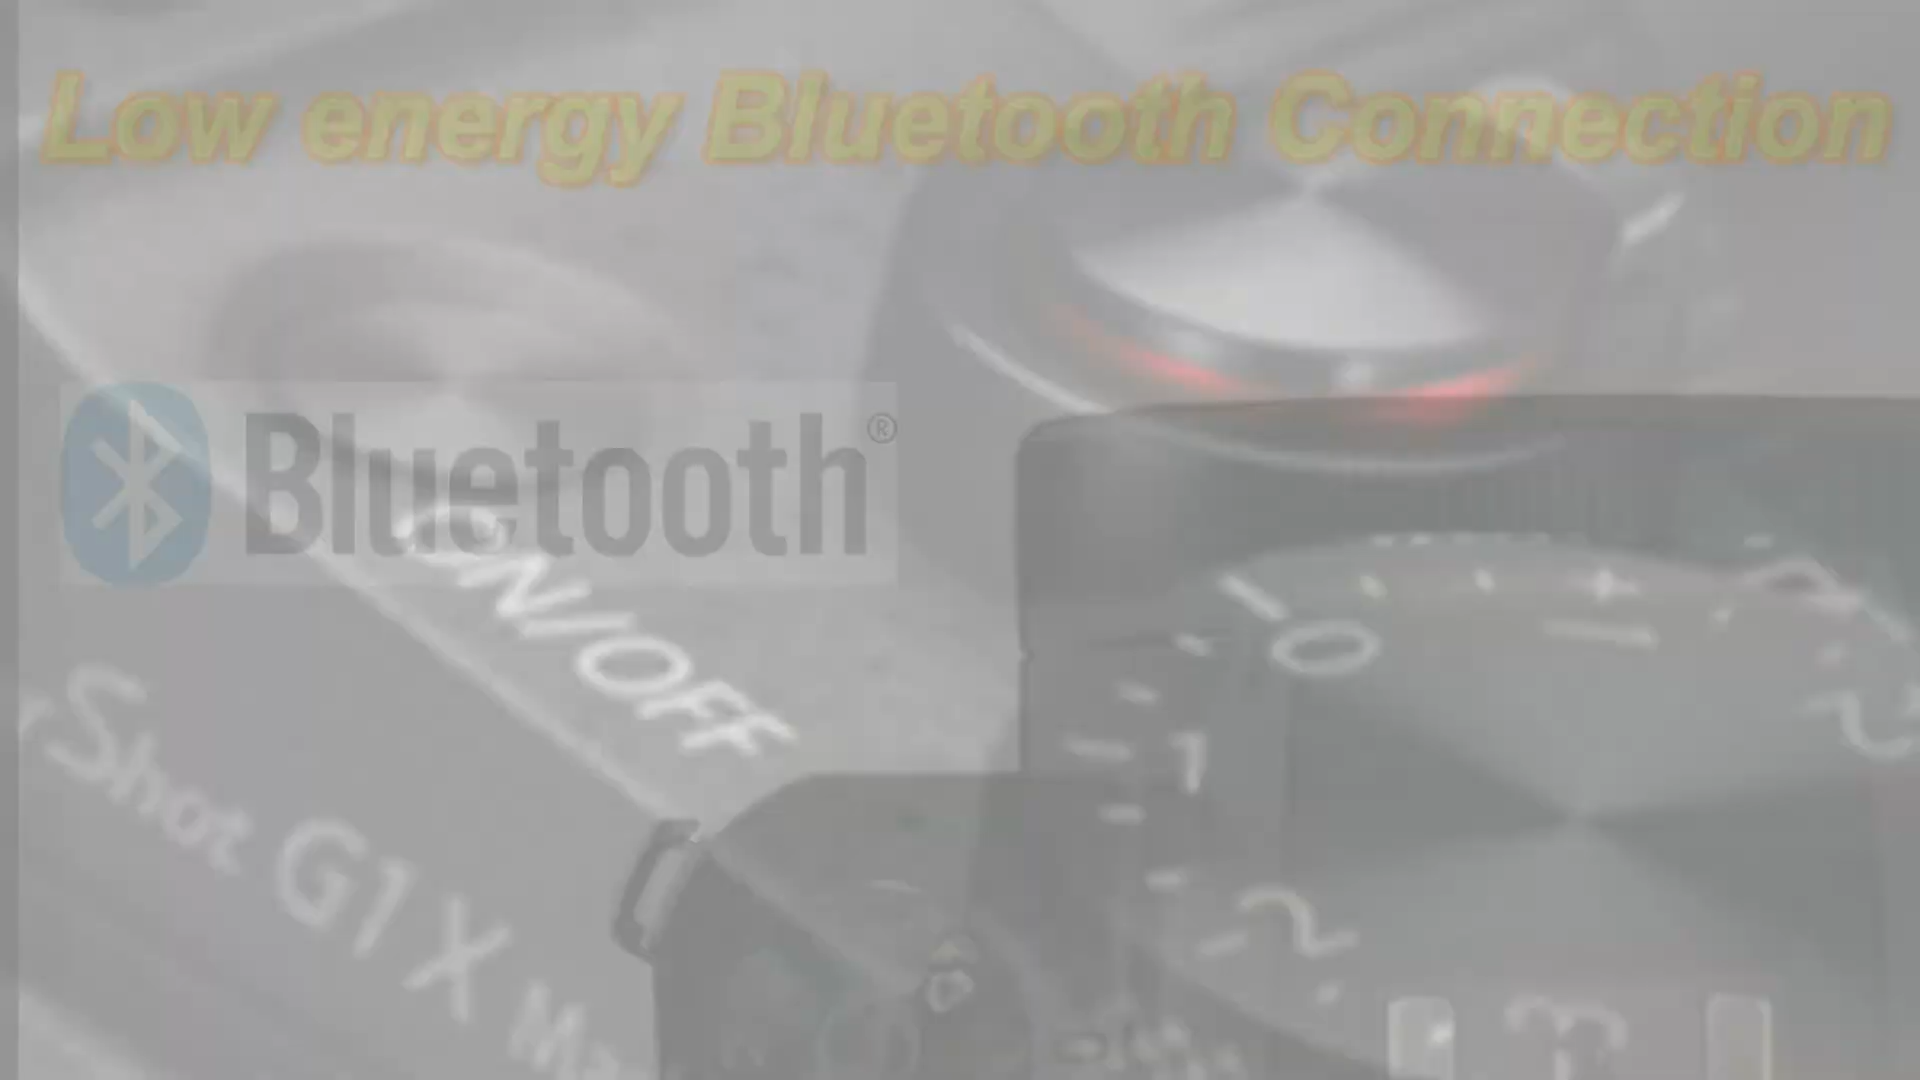 Low energy Bluetooth Connection
Bluetooth®
ON/OFF
Shot G1 X
0
1
2